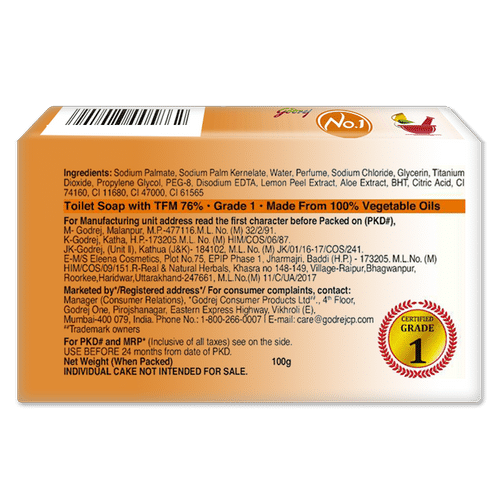 Godrej
No.1
Ingredients: Sodium Palmate, Sodium Palm Kernelate, Water, Perfume, Sodium Chloride, Glycerin, Titanium
Dioxide, Propylene Glycol, PEG-8, Disodium EDTA, Lemon Peel Extract, Aloe Extract, BHT, Citric Acid, CI
74160, CI 11680, CI 47000, CI 61565
Toilet Soap with TFM 76% • Grade 1 • Made From 100% Vegetable Oils
For Manufacturing unit address read the first character before Packed on (PKD#),
M- Godrej, Malanpur, M.P.-477116.M.L. No. (M) 32/2/91.
K-Godrej, Katha, H.P.-173205.M.L. No. (M) HIM/COS/06/87.
JK-Godrej, (Unit II), Kathua (J&K)- 184102, M.L. No. (M) JK/01/16-17/COS/241.
E-M/S Eleena Cosmetics, Plot No.75, EPIP Phase 1, Jharmajri, Baddi (H.P.) - 173205. M.L. No. (M)
HIM/COS/09/151.R-Real & Natural Herbals, Khasra no 148-149, Village-Raipur,Bhagwanpur,
Roorkee,Haridwar,Uttarakhand-247661, M.L.No.(M) 11/C/UA/2017
Marketed by*/Registered address*/ For consumer complaints, contact:
Manager (Consumer Relations), *Godrej Consumer Products Ltd##., 4th Floor,
Godrej One, Pirojshanagar, Eastern Express Highway, Vikhroli (E),
Mumbai-400 079, India. Phone No.: 1-800-266-0007 I E-mail: care@godrejcp.com
##Trademark owners
For PKD# and MRP* (Inclusive of all taxes) see on the side.
USE BEFORE 24 months from date of PKD.
Net Weight (When Packed) 100g
INDIVIDUAL CAKE NOT INTENDED FOR SALE.
CERTIFIED
GRADE
1